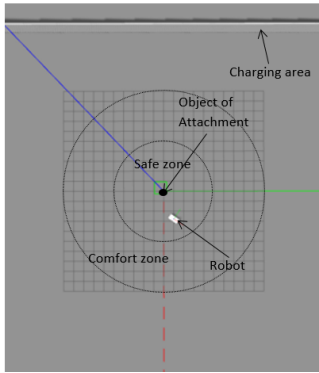 Charging area
Object of
Attachment
Safe zone
Comfort zone
Robot